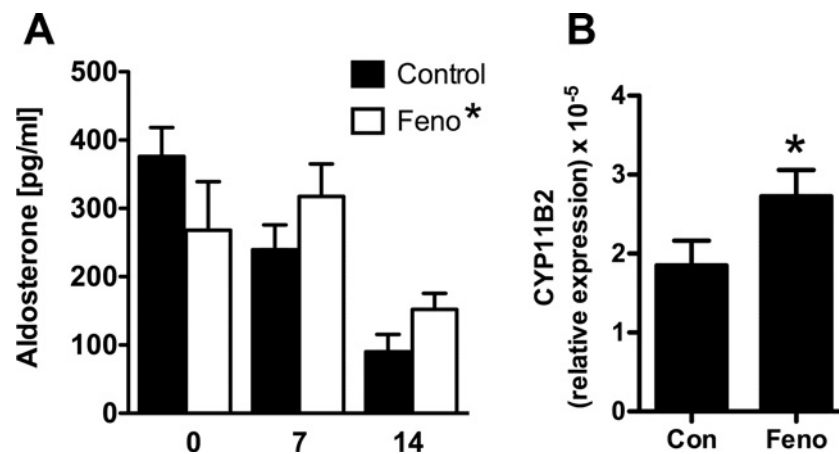 A
Aldosterone [pg/ml]
500
400
300
200
100
0
Control
Feno*
0 7 14
B
CYP11B2
(relative expression) x 10⁻⁵
4
3
2
1
0
*
Con Feno